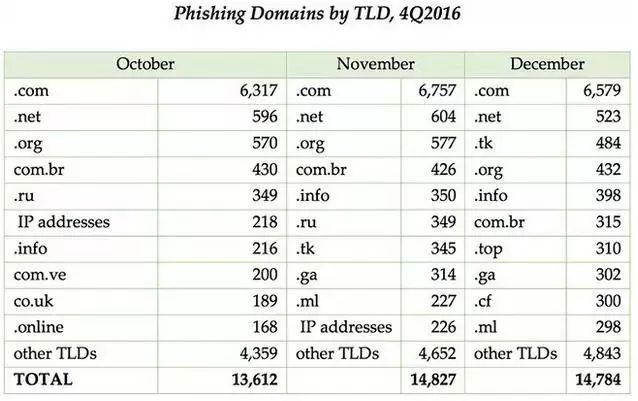 Phishing Domains by TLD, 4Q2016
October November December
.com 6,317 .com 6,757 .com 6,579
.net 596 .net 604 .net 523
.org 570 .org 577 .tk 484
com.br 430 com.br 426 .org 432
.ru 349 .info 350 .info 398
IP addresses 218 .ru 349 com.br 315
.info 216 .tk 345 .top 310
com.ve 200 .ga 314 .ga 302
co.uk 189 .ml 227 .cf 300
.online 168 IP addresses 226 .ml 298
other TLDs 4,359 other TLDs 4,652 other TLDs 4,843
TOTAL 13,612 14,827 14,784